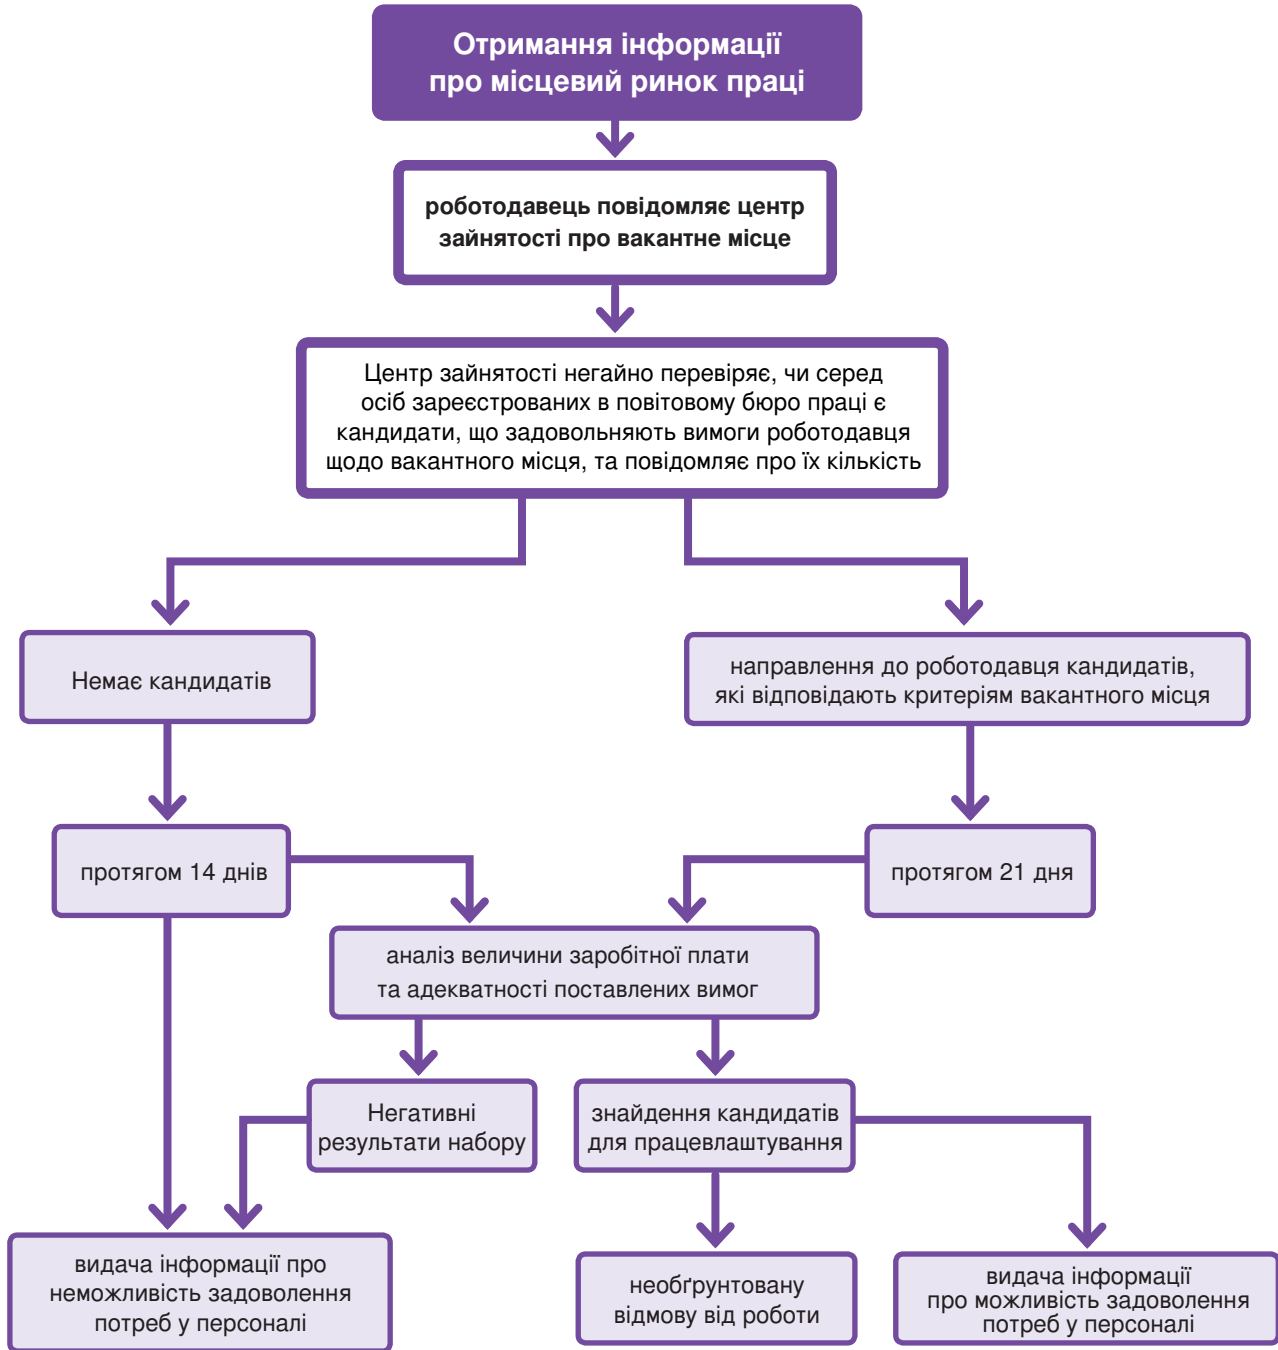 Отримання інформації
про місцевий ринок праці
роботодавець повідомляє центр
зайнятості про вакантне місце
Центр зайнятості негайно перевіряє, чи серед
осіб зареєстрованих в повітовому бюро праці є
кандидати, що задовольняють вимоги роботодавця
щодо вакантного місця, та повідомляє про їх кількість
Немає кандидатів
направлення до роботодавця кандидатів,
які відповідають критеріям вакантного місця
протягом 14 днів
протягом 21 дня
аналіз величини заробітної плати
та адекватності поставлених вимог
Негативні
результати набору
знайдення кандидатів
для працевлаштування
видача інформації про
неможливість задоволення
потреб у персоналі
необґрунтовану
відмову від роботи
видача інформації
про можливість задоволення
потреб у персоналі